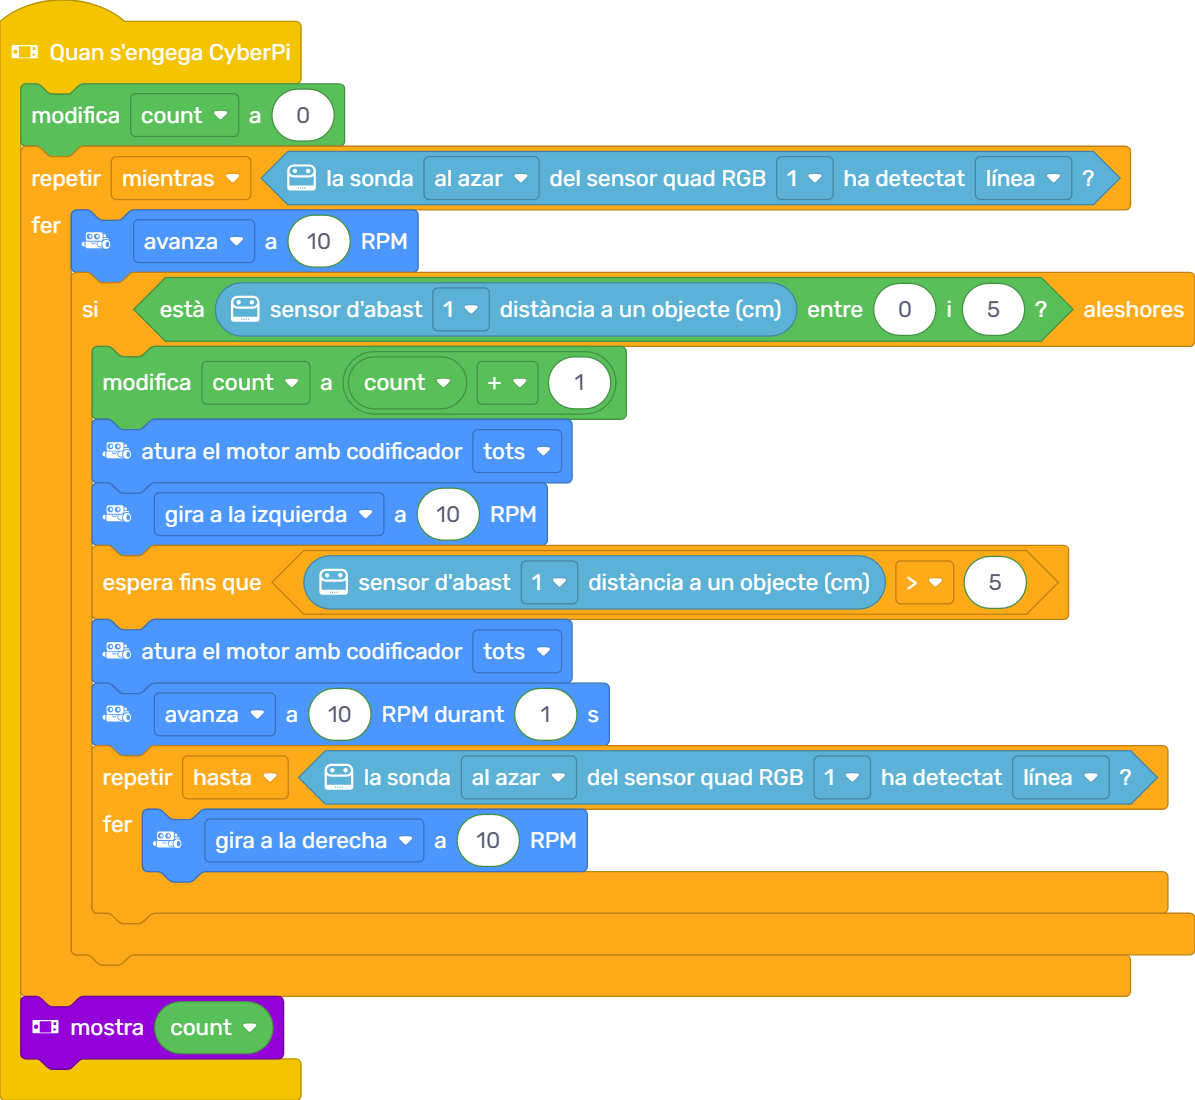 Quan s'engega CyberPi
modifica count a 0
repetir mientras la sonda al azar del sensor quad RGB 1 ha detectat línea ?
fer
avanza a 10 RPM
si està sensor d'abast 1 distància a un objecte (cm) entre 0 i 5 ? aleshores
modifica count a count + 1
atura el motor amb codificador tots
gira a la izquierda a 10 RPM
espera fins que sensor d'abast 1 distància a un objecte (cm) > 5
atura el motor amb codificador tots
avanza a 10 RPM durant 1 s
repetir hasta la sonda al azar del sensor quad RGB 1 ha detectat línea ?
fer
gira a la derecha a 10 RPM
mostra count